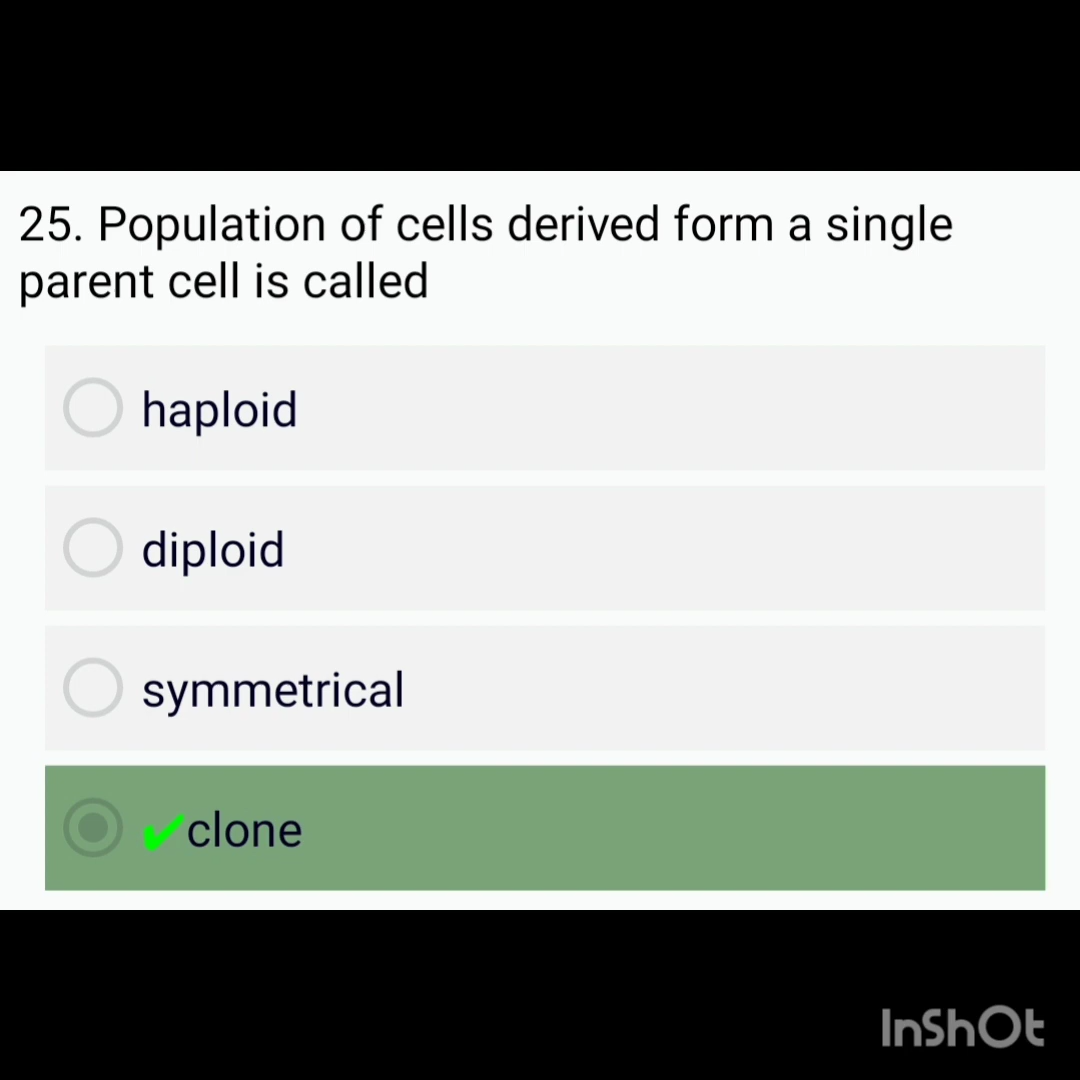 25. Population of cells derived form a single
parent cell is called
haploid
diploid
symmetrical
✔clone
InShOt